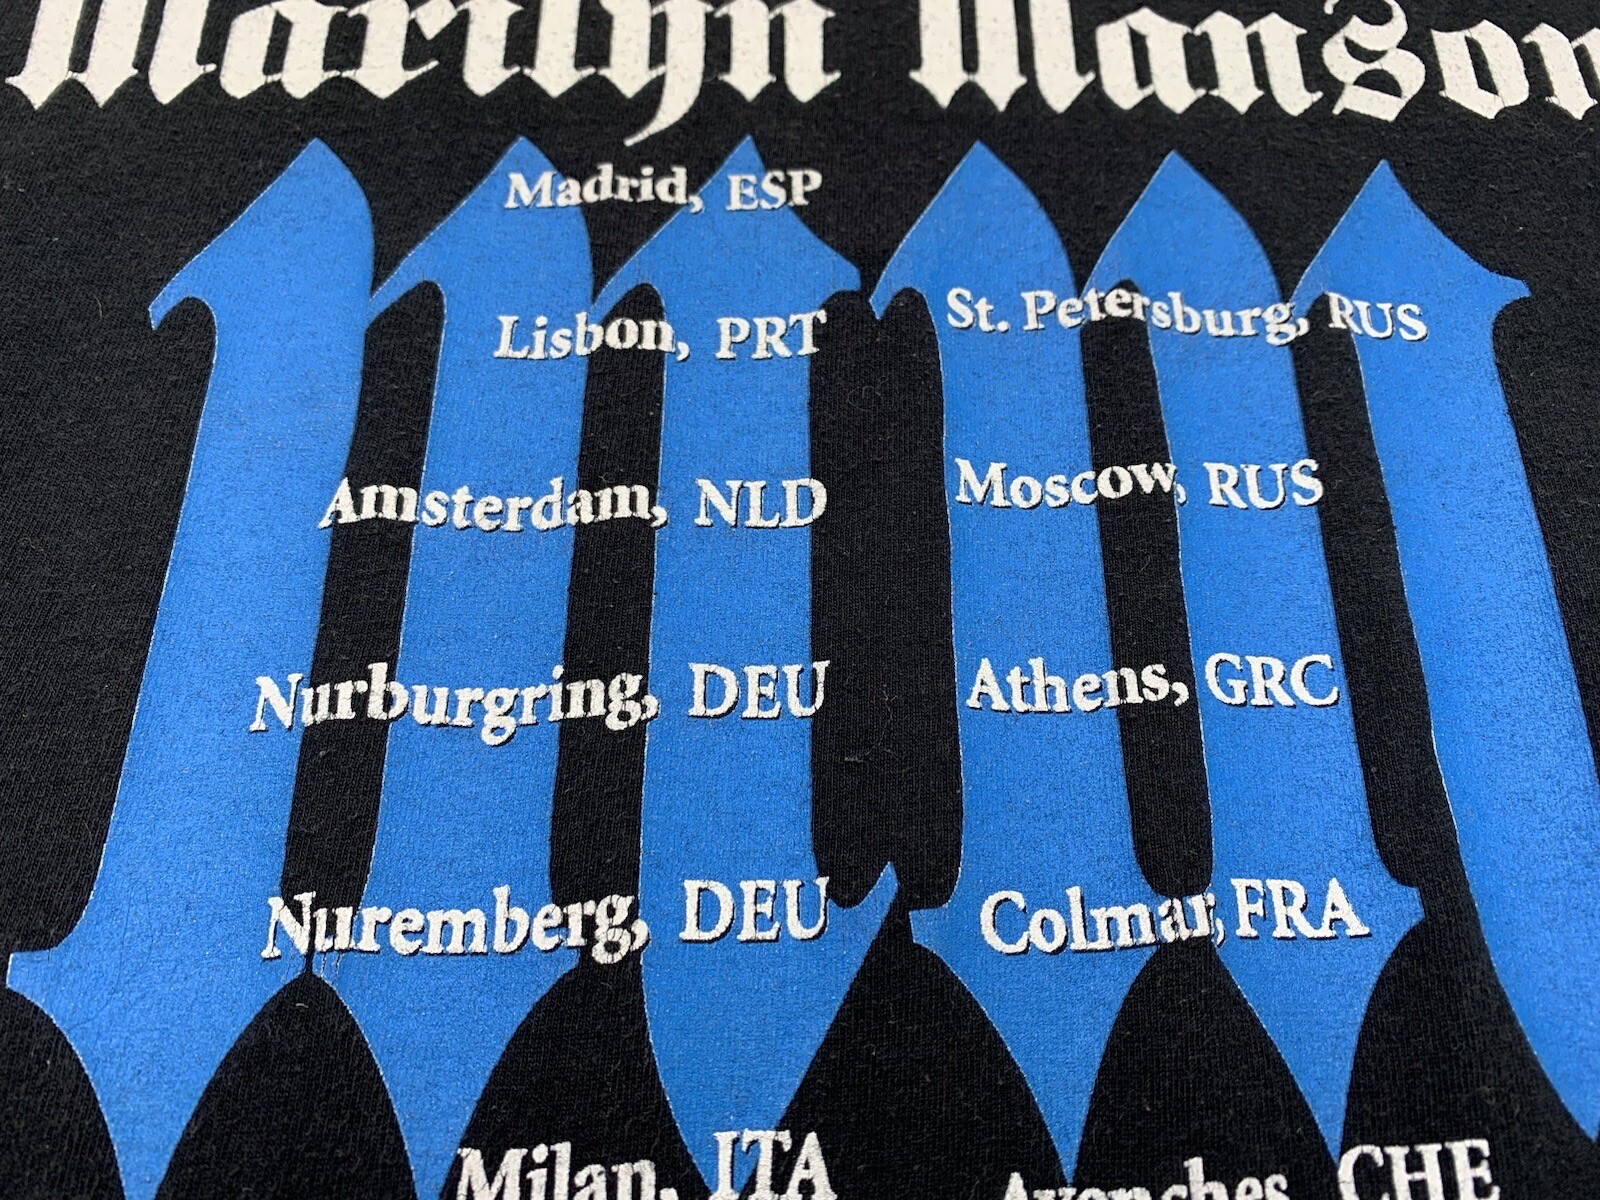 Marilyn Manson
Madrid, ESP
Lisbon, PRT
Amsterdam, NLD
Nurburgring, DEU
Nuremberg, DEU
Milan, ITA
St. Petersburg, RUS
Moscow, RUS
Athens, GRC
Colmar, FRA
Avenches, CHE